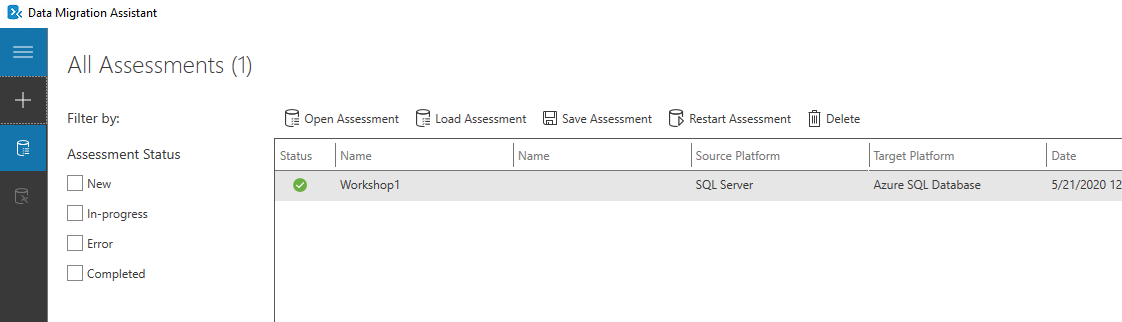 Data Migration Assistant
All Assessments (1)
Filter by:
Open Assessment Load Assessment Save Assessment Restart Assessment Delete
Assessment Status
Status Name Name Source Platform Target Platform Date
New
Workshop1 SQL Server Azure SQL Database 5/21/2020 12
In-progress
Error
Completed